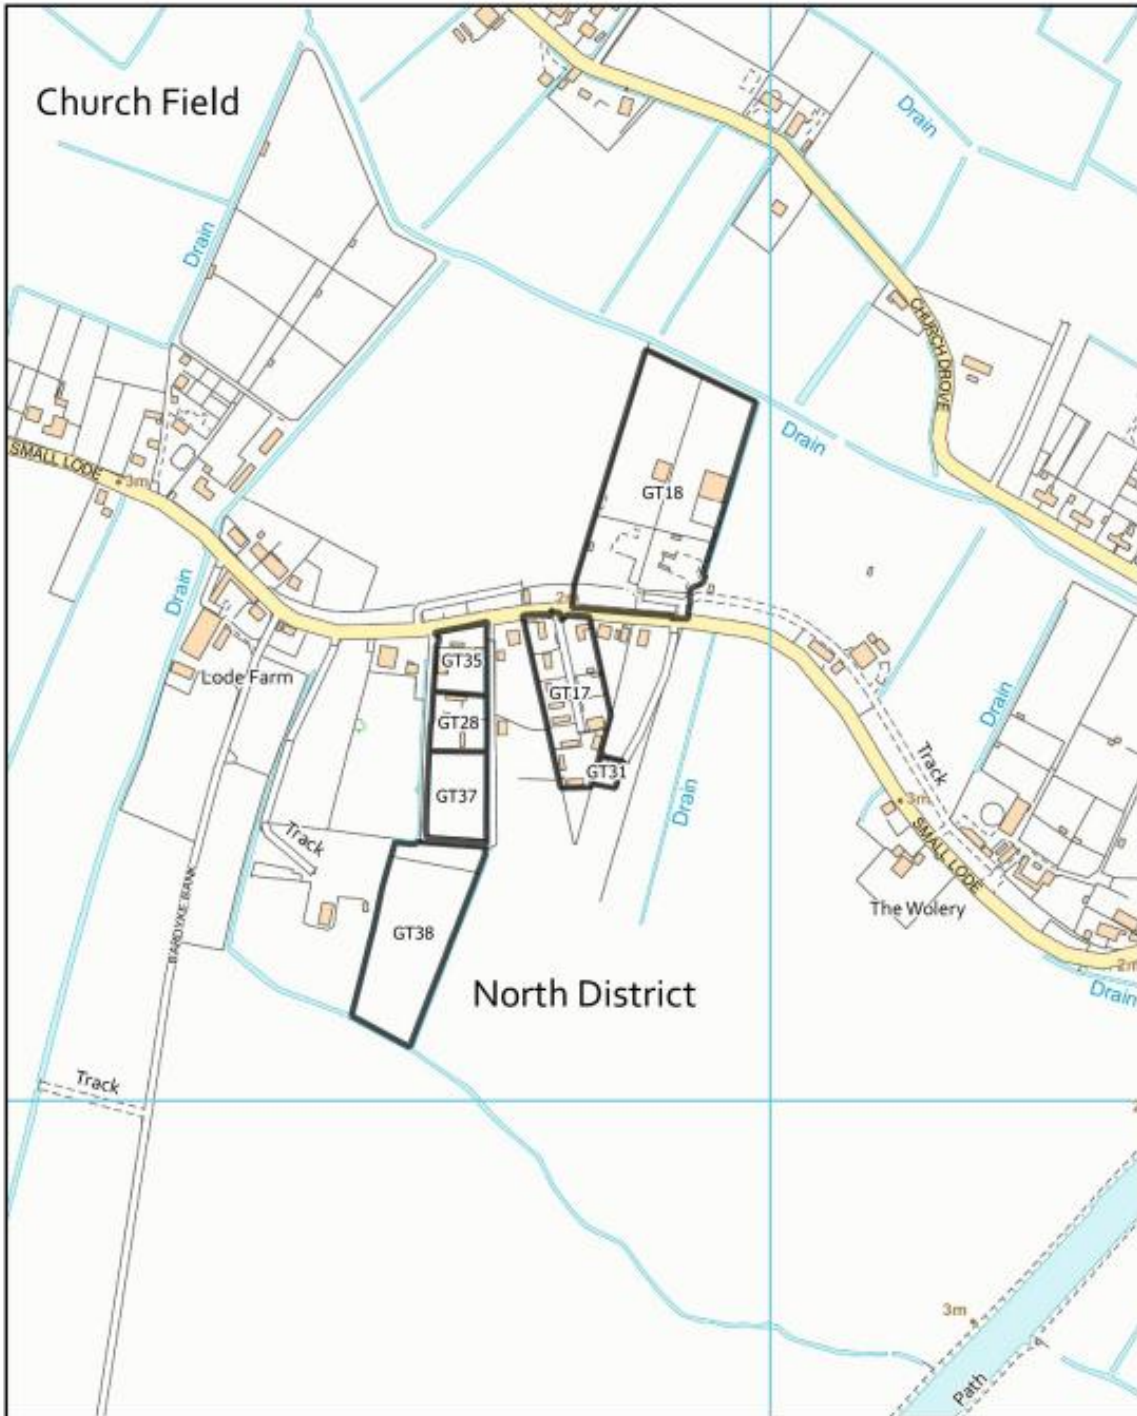 Church Field
Drain
Drain
CHURCH DROVE
Drain
SMALL LODE
3m
GT18
Drain
2m
GT35
Lode Farm
GT17
Drain
GT28
GT31
Track
GT37
Drain
3m
Track
SMALL LODE
The Wolery
BARDYKE BANK
GT38
North District
2m
Drain
Track
3m
Path